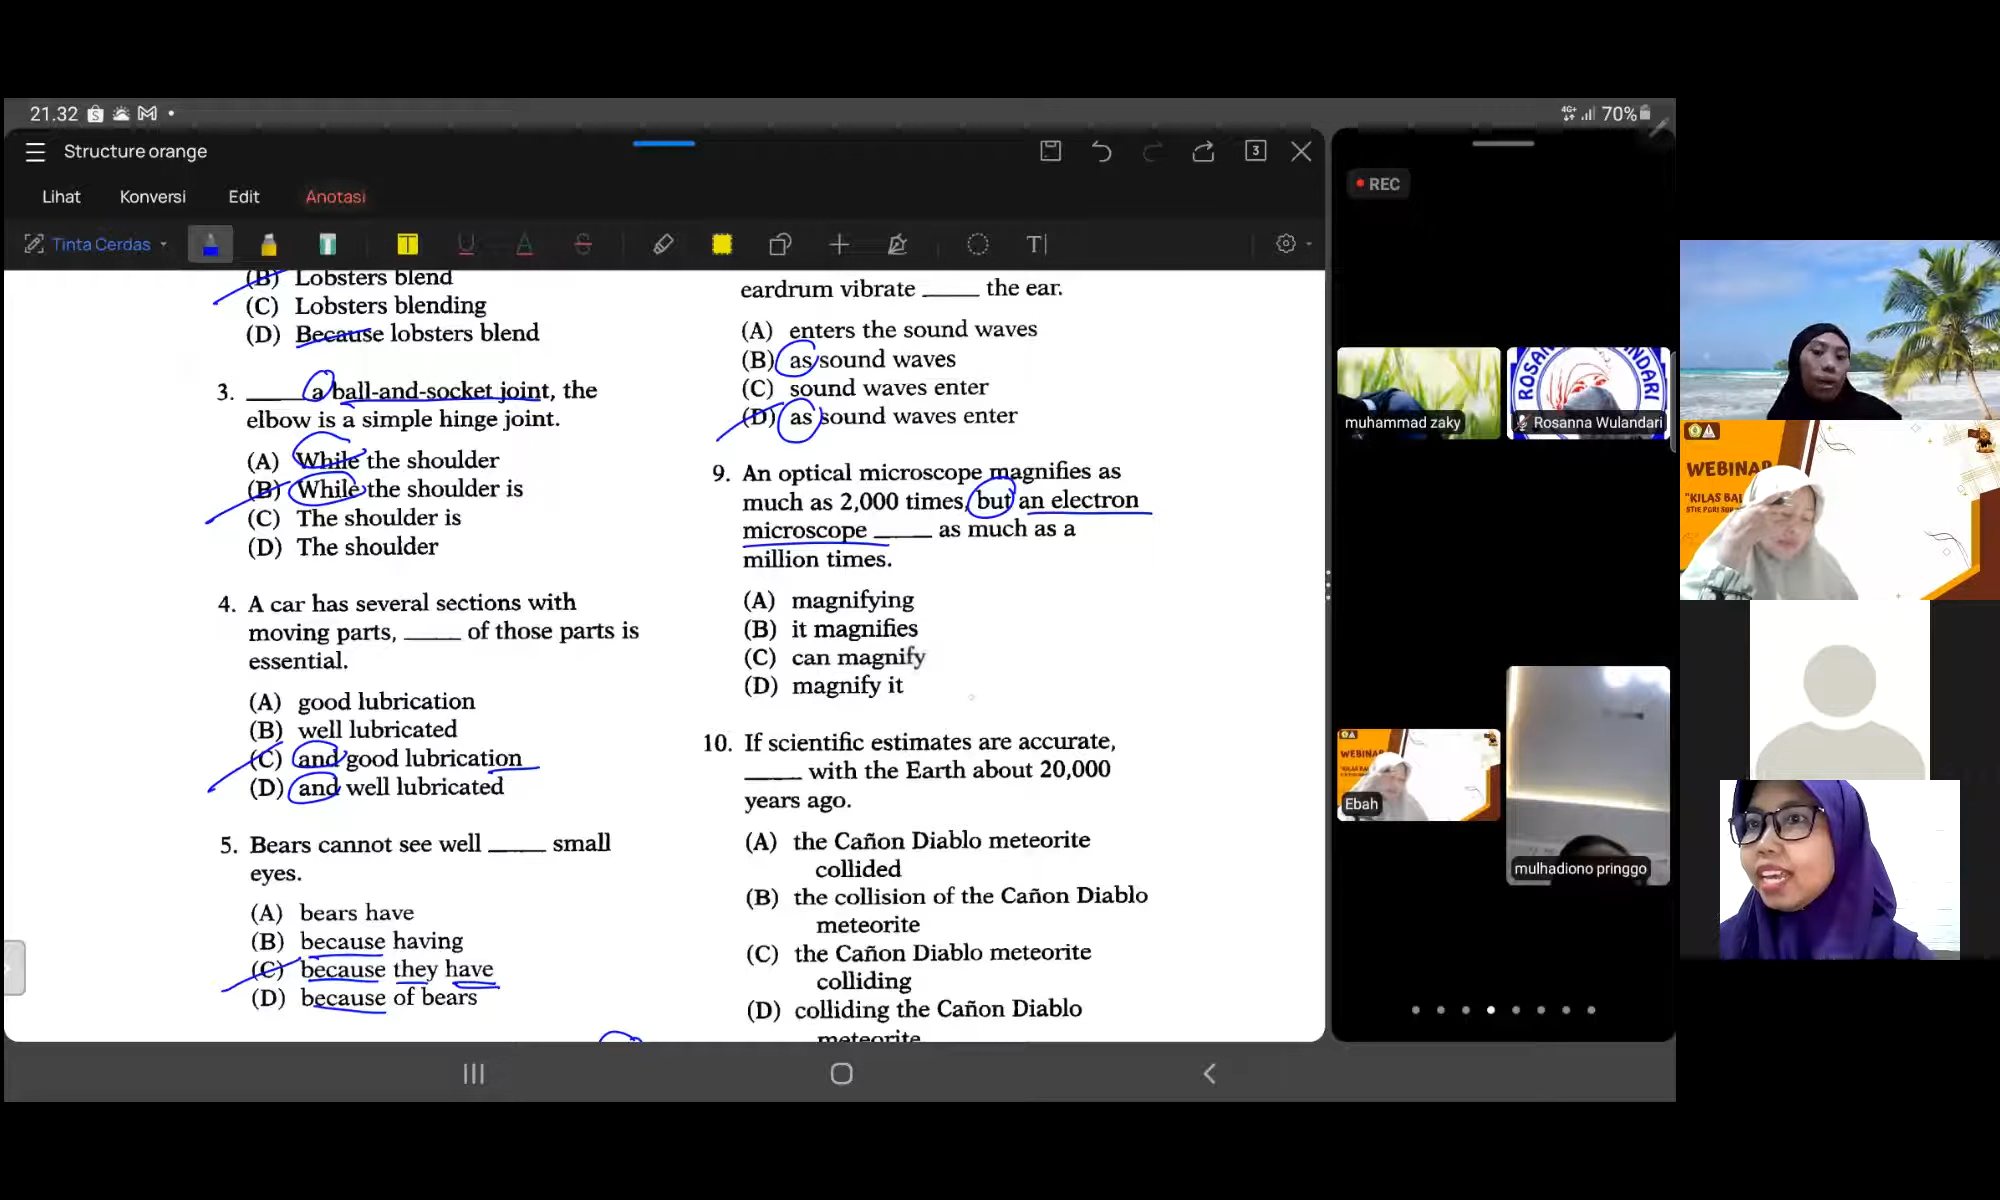 21.32
4G+
70%
Structure orange
3
Lihat
Konversi
Edit
Anotasi
Tinta Cerdas
T
T
U
A
S
T
(B) Lobsters blend
(C) Lobsters blending
(D) Because lobsters blend
3. _____ a ball-and-socket joint, the
elbow is a simple hinge joint.
(A) While the shoulder
(B) While the shoulder is
(C) The shoulder is
(D) The shoulder
4. A car has several sections with
moving parts, _____ of those parts is
essential.
(A) good lubrication
(B) well lubricated
(C) and good lubrication
(D) and well lubricated
5. Bears cannot see well _____ small
eyes.
(A) bears have
(B) because having
(C) because they have
(D) because of bears
eardrum vibrate _____ the ear.
(A) enters the sound waves
(B) as sound waves
(C) sound waves enter
(D) as sound waves enter
9. An optical microscope magnifies as
much as 2,000 times, but an electron
microscope _____ as much as a
million times.
(A) magnifying
(B) it magnifies
(C) can magnify
(D) magnify it
10. If scientific estimates are accurate,
_____ with the Earth about 20,000
years ago.
(A) the Cañon Diablo meteorite
collided
(B) the collision of the Cañon Diablo
meteorite
(C) the Cañon Diablo meteorite
colliding
(D) colliding the Cañon Diablo
meteorite
REC
muhammad zaky
Rosanna Wulandari
WEBINAR
Ebah
mulhadiono pringgo
WEBINAR
"KILAS BAL
STIE PGRI